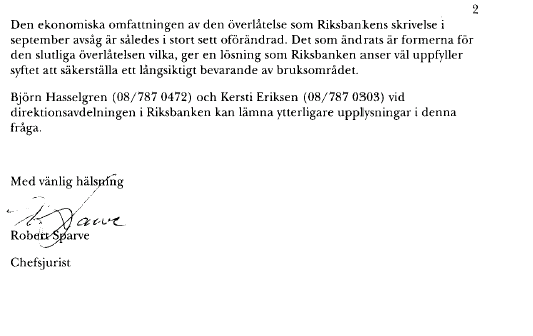 2
Den ekonomiska omfattningen av den överlåtelse som Riksbankens skrivelse i
september avsåg är således i stort sett oförändrad. Det som ändrats är formerna för
den slutliga överlåtelsen vilka, ger en lösning som Riksbanken anser väl uppfyller
syftet att säkerställa ett långsiktigt bevarande av bruksområdet.
Björn Hasselgren (08/787 0472) och Kersti Eriksen (08/787 0303) vid
direktionsavdelningen i Riksbanken kan lämna ytterligare upplysningar i denna
fråga.
Med vänlig hälsning
Sparve
Robert Sparve
Chefsjurist